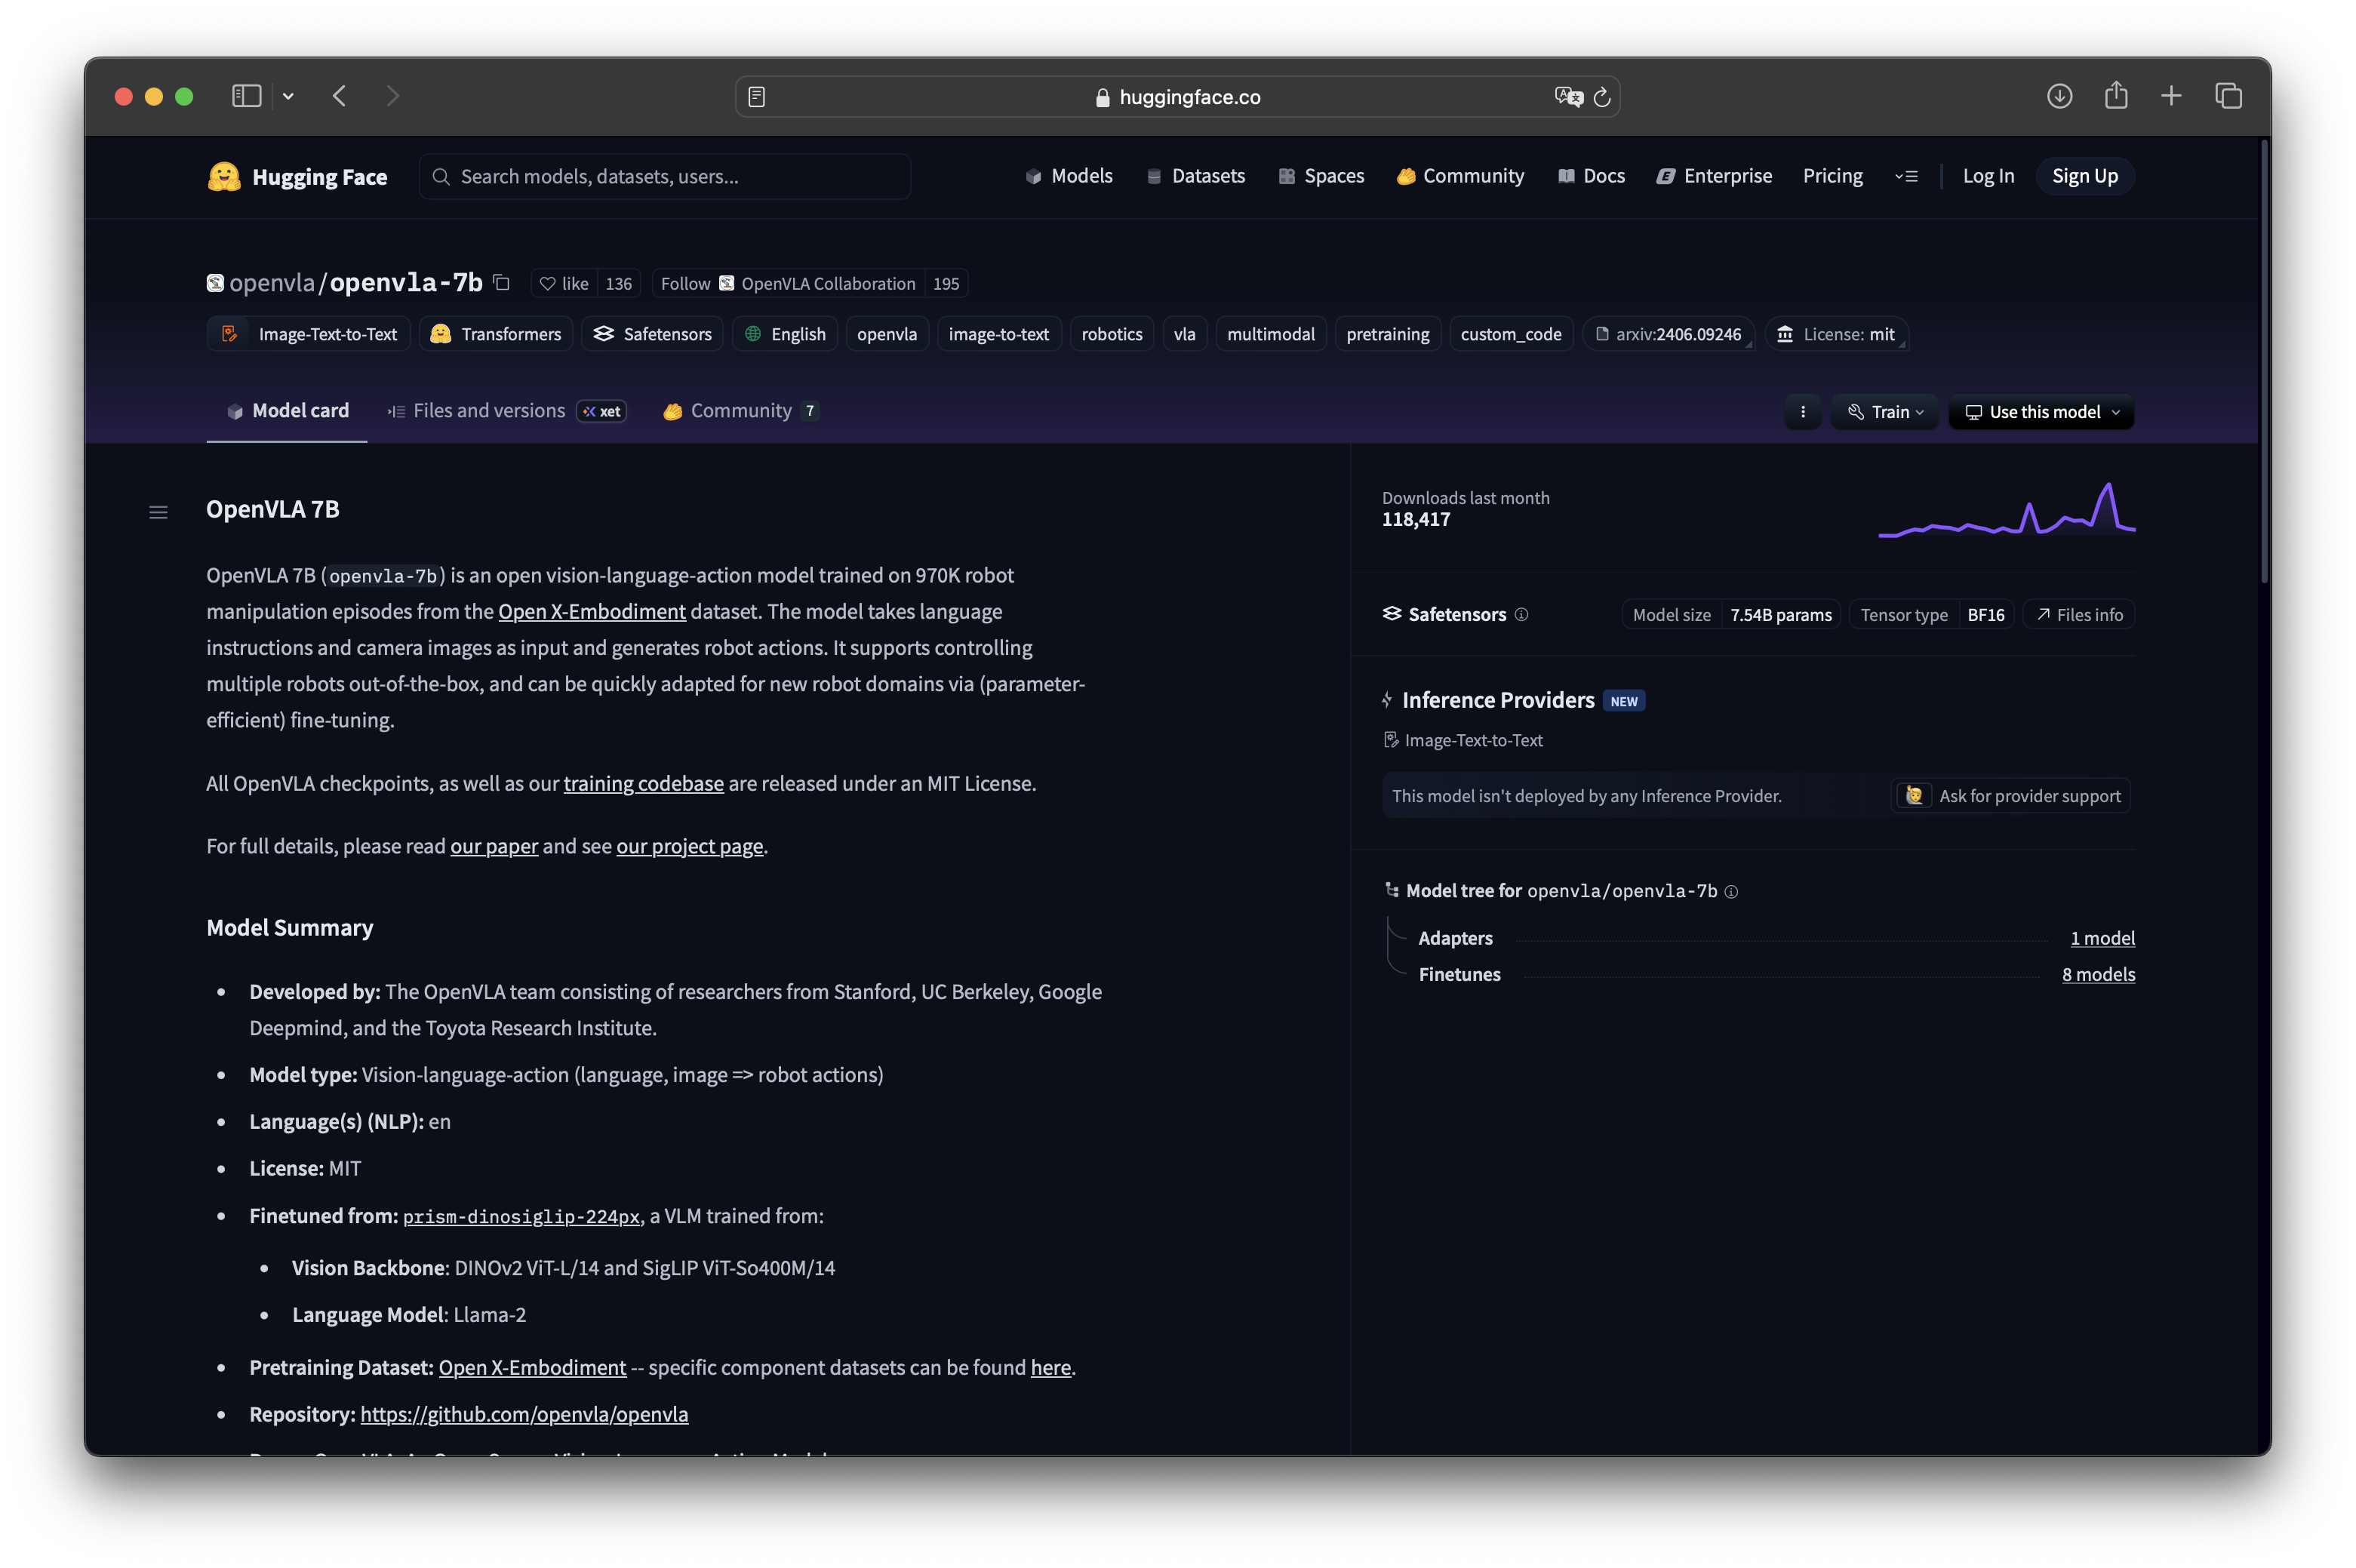 huggingface.co
Hugging Face
Search models, datasets, users...
Models
Datasets
Spaces
Community
Docs
Enterprise
Pricing
Log In
Sign Up
openvla/openvla-7b
like 136
Follow OpenVLA Collaboration 195
Image-Text-to-Text
Transformers
Safetensors
English
openvla
image-to-text
robotics
vla
multimodal
pretraining
custom_code
arxiv:2406.09246
License: mit
Model card
Files and versions
xet
Community 7
Train
Use this model
OpenVLA 7B
OpenVLA 7B (openvla-7b) is an open vision-language-action model trained on 970K robot
manipulation episodes from the Open X-Embodiment dataset. The model takes language
instructions and camera images as input and generates robot actions. It supports controlling
multiple robots out-of-the-box, and can be quickly adapted for new robot domains via (parameter-
efficient) fine-tuning.
All OpenVLA checkpoints, as well as our training codebase are released under an MIT License.
For full details, please read our paper and see our project page.
Model Summary
Developed by: The OpenVLA team consisting of researchers from Stanford, UC Berkeley, Google
Deepmind, and the Toyota Research Institute.
Model type: Vision-language-action (language, image => robot actions)
Language(s) (NLP): en
License: MIT
Finetuned from: prism-dinosiglip-224px, a VLM trained from:
Vision Backbone: DINOv2 ViT-L/14 and SigLIP ViT-So400M/14
Language Model: Llama-2
Pretraining Dataset: Open X-Embodiment -- specific component datasets can be found here.
Repository: https://github.com/openvla/openvla
Downloads last month
118,417
Safetensors
Model size 7.54B params
Tensor type BF16
Files info
Inference Providers NEW
Image-Text-to-Text
This model isn't deployed by any Inference Provider.
Ask for provider support
Model tree for openvla/openvla-7b
Adapters 1 model
Finetunes 8 models